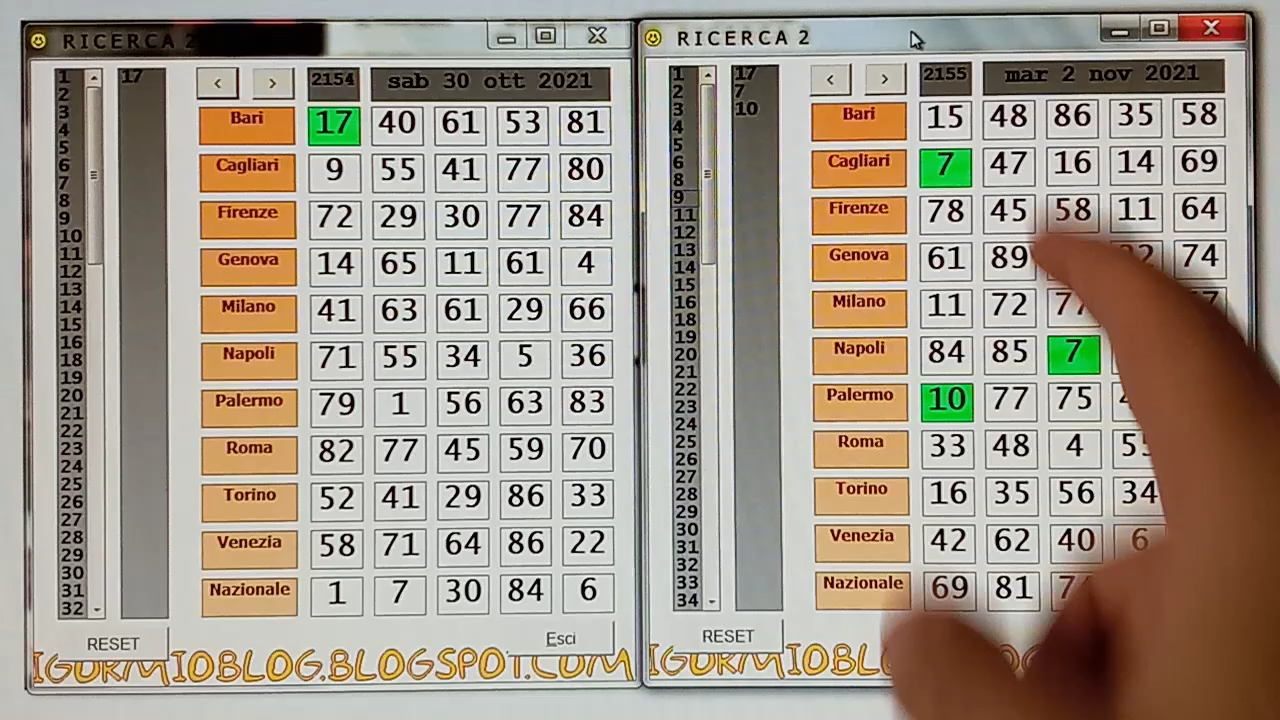 RICERCA 2
1
2
3
4
5
6
7
8
9
10
11
12
13
14
15
16
18
19
20
21
22
23
24
25
26
27
28
29
30
31
32
17
< > 2154 sab 30 ott 2021
Bari 17 40 61 53 81
Cagliari 9 55 41 77 80
Firenze 72 29 30 77 84
Genova 14 65 11 61 4
Milano 41 63 61 29 66
Napoli 71 55 34 5 36
Palermo 79 1 56 63 83
Roma 82 77 45 59 70
Torino 52 41 29 86 33
Venezia 58 71 64 86 22
Nazionale 1 7 30 84 6
RESET Esci
IGORMIOBLOG.BLOGSPOT.COM
RICERCA 2
1
2
3
4
5
6
8
9
11
12
13
14
15
16
18
19
20
21
22
23
24
25
26
27
28
29
30
31
32
33
34
17
7
10
< > 2155 mar 2 nov 2021
Bari 15 48 86 35 58
Cagliari 7 47 16 14 69
Firenze 78 45 58 11 64
Genova 61 89 74
Milano 11 72
Napoli 84 85 7
Palermo 10 77 75
Roma 33 48 4
Torino 16 35 56 34
Venezia 42 62 40 6
Nazionale 69 81
RESET